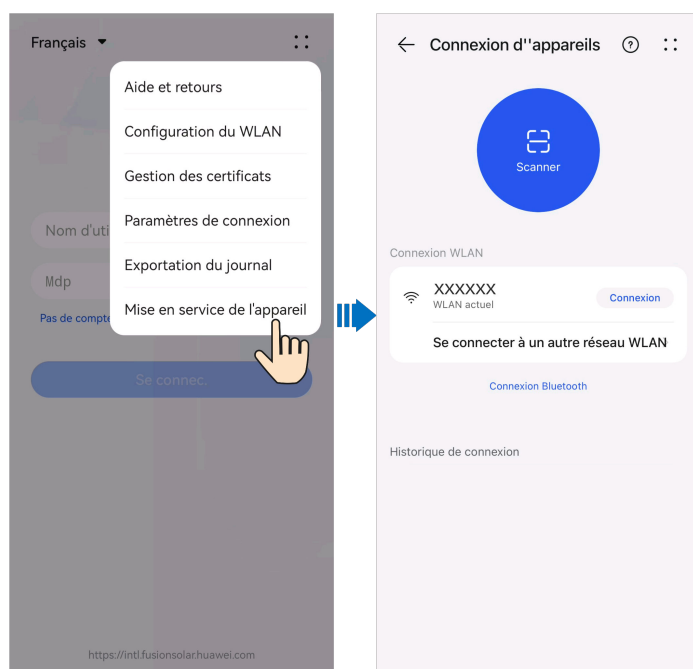 Français
Aide et retours
Configuration du WLAN
Gestion des certificats
Paramètres de connexion
Exportation du journal
Mise en service de l'appareil
Nom d'uti
Mdp
Pas de compte
Se connec.
https://intl.fusionsolar.huawei.com
Connexion d''appareils
Scanner
Connexion WLAN
XXXXXX
WLAN actuel
Connexion
Se connecter à un autre réseau WLAN
Connexion Bluetooth
Historique de connexion